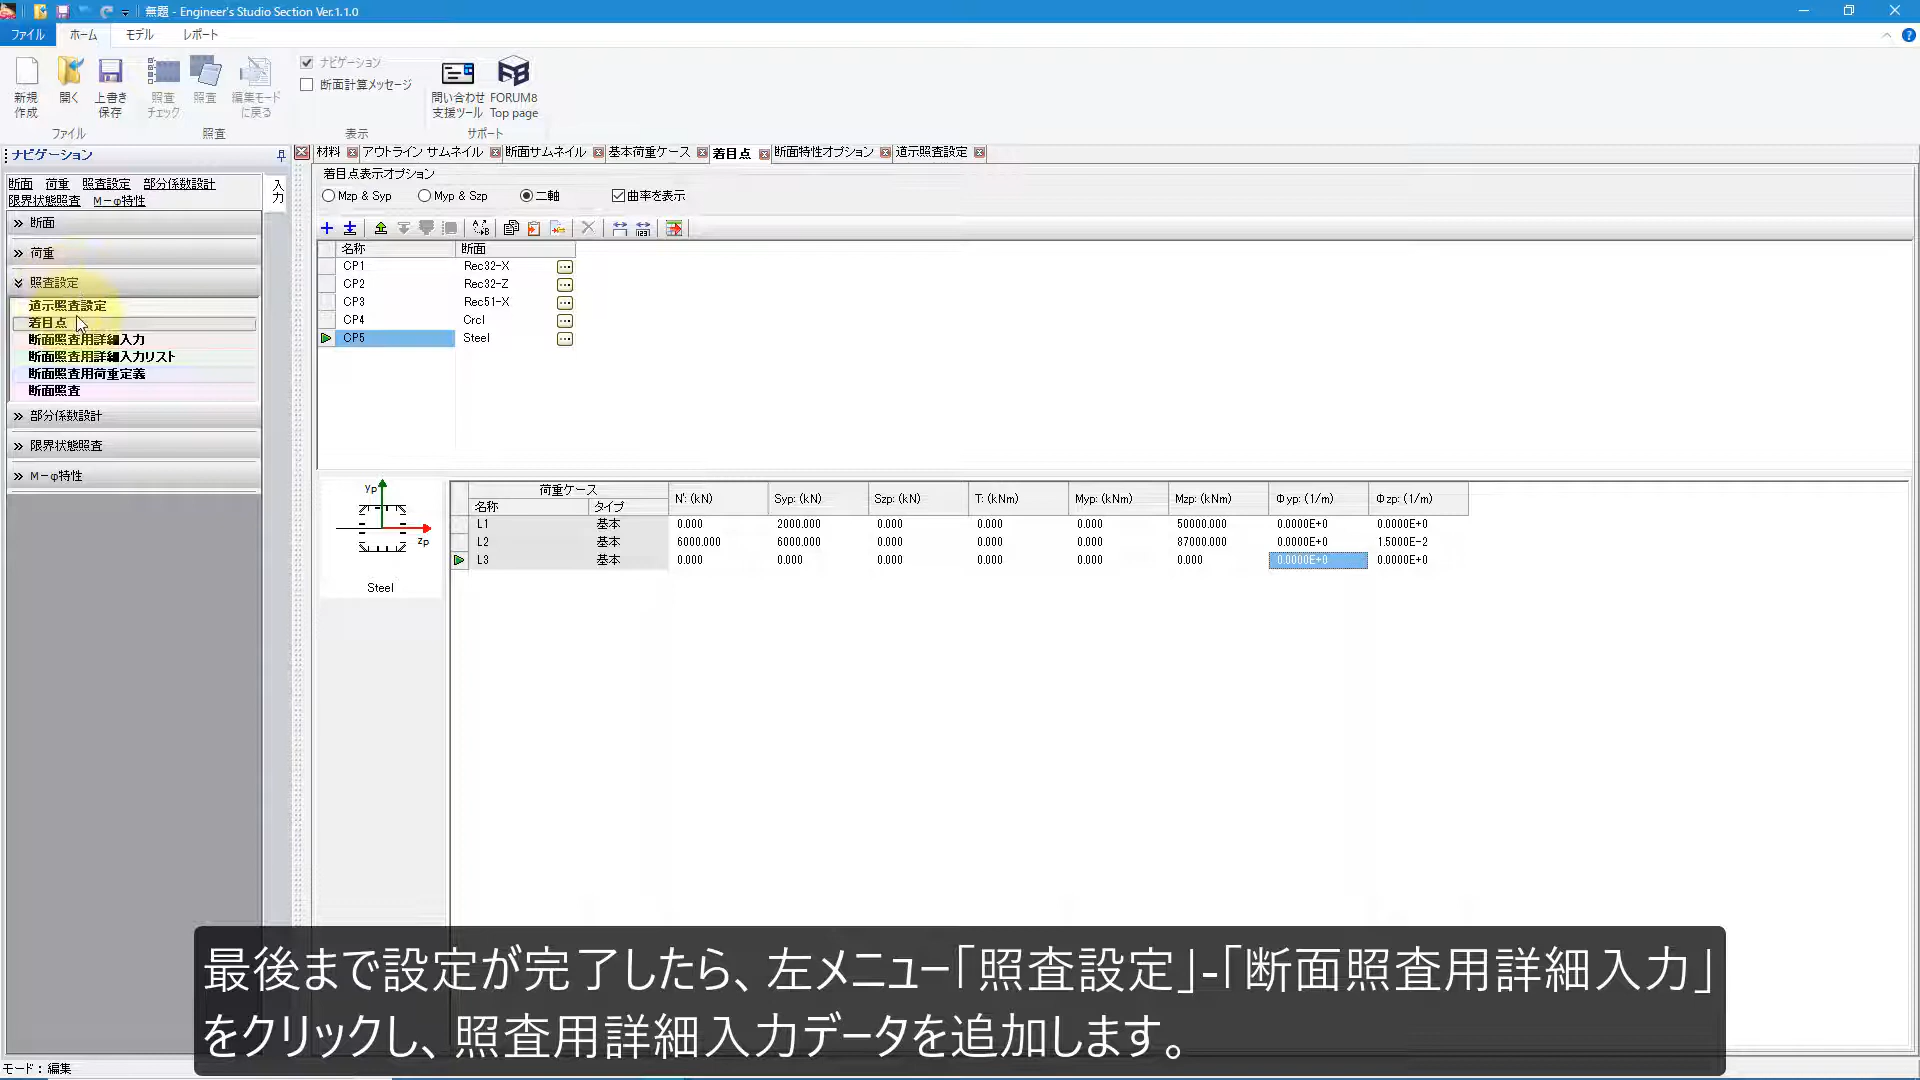 無題 - Engineer's Studio Section Ver.1.1.0
ファイル ホーム モデル レポート
新規作成
開く
上書き保存
照査チェック
照査
編集モードに戻る
ナビゲーション
断面計算メッセージ
問い合わせ支援ツール
FORUM8 Top page
ファイル 照査 表示 サポート
ナビゲーション
断面 荷重 照査設定 部分係数設計
限界状態照査 M－φ特性
入力
断面
荷重
照査設定
道示照査設定
着目点
断面照査用詳細入力
断面照査用詳細入力リスト
断面照査用荷重定義
断面照査
部分係数設計
限界状態照査
M－φ特性
材料 アウトライン サムネイル 断面サムネイル 基本荷重ケース 着目点 断面特性オプション 道示照査設定
着目点表示オプション
Mzp & Syp Myp & Szp 二軸 曲率を表示
名称 断面
CP1 Rec32-X
CP2 Rec32-Z
CP3 Rec51-X
CP4 Crcl
CP5 Steel
yp
zp
Steel
荷重ケース
名称 タイプ N': (kN) Syp: (kN) Szp: (kN) T: (kNm) Myp: (kNm) Mzp: (kNm) Φyp: (1/m) Φzp: (1/m)
L1 基本 0.000 2000.000 0.000 0.000 0.000 50000.000 0.0000E+0 0.0000E+0
L2 基本 6000.000 6000.000 0.000 0.000 0.000 87000.000 0.0000E+0 1.5000E-2
L3 基本 0.000 0.000 0.000 0.000 0.000 0.000 0.0000E+0 0.0000E+0
最後まで設定が完了したら、左メニュー「照査設定」-「断面照査用詳細入力」
をクリックし、照査用詳細入力データを追加します。
モード : 編集